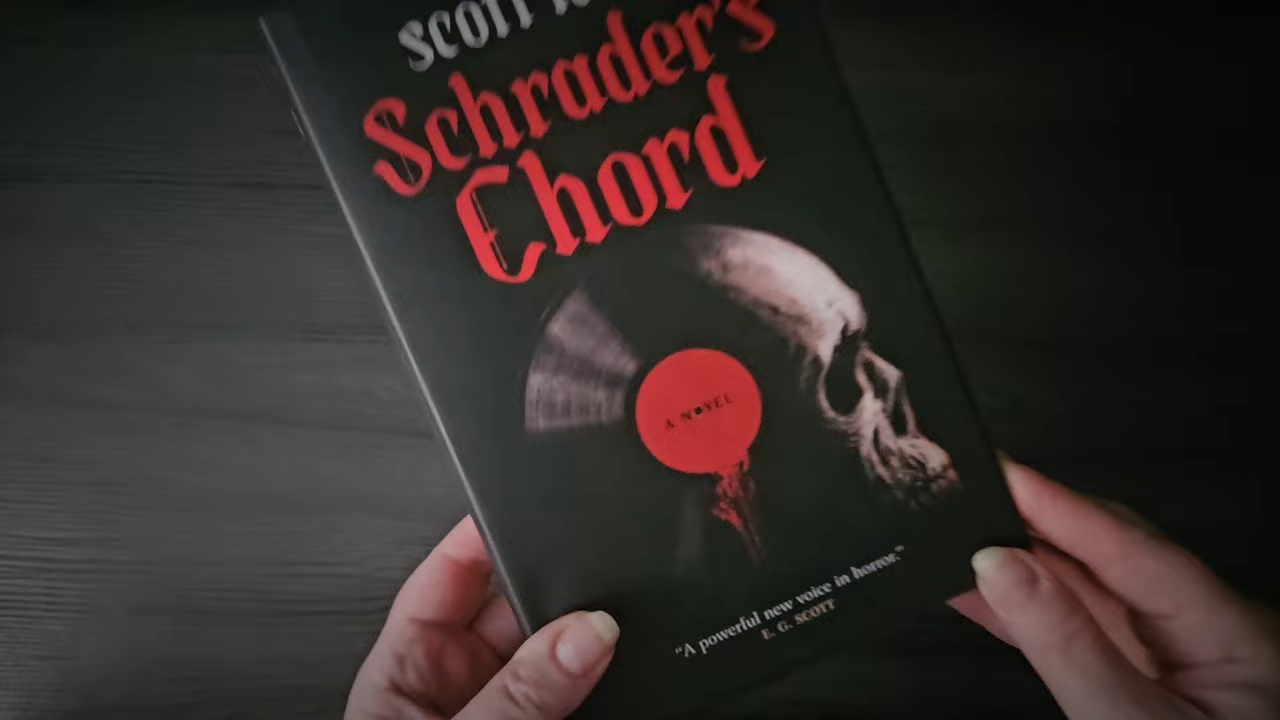 SCOTT
Schrader's
Chord
A NOVEL
“A powerful new voice in horror.”
E. G. SCOTT